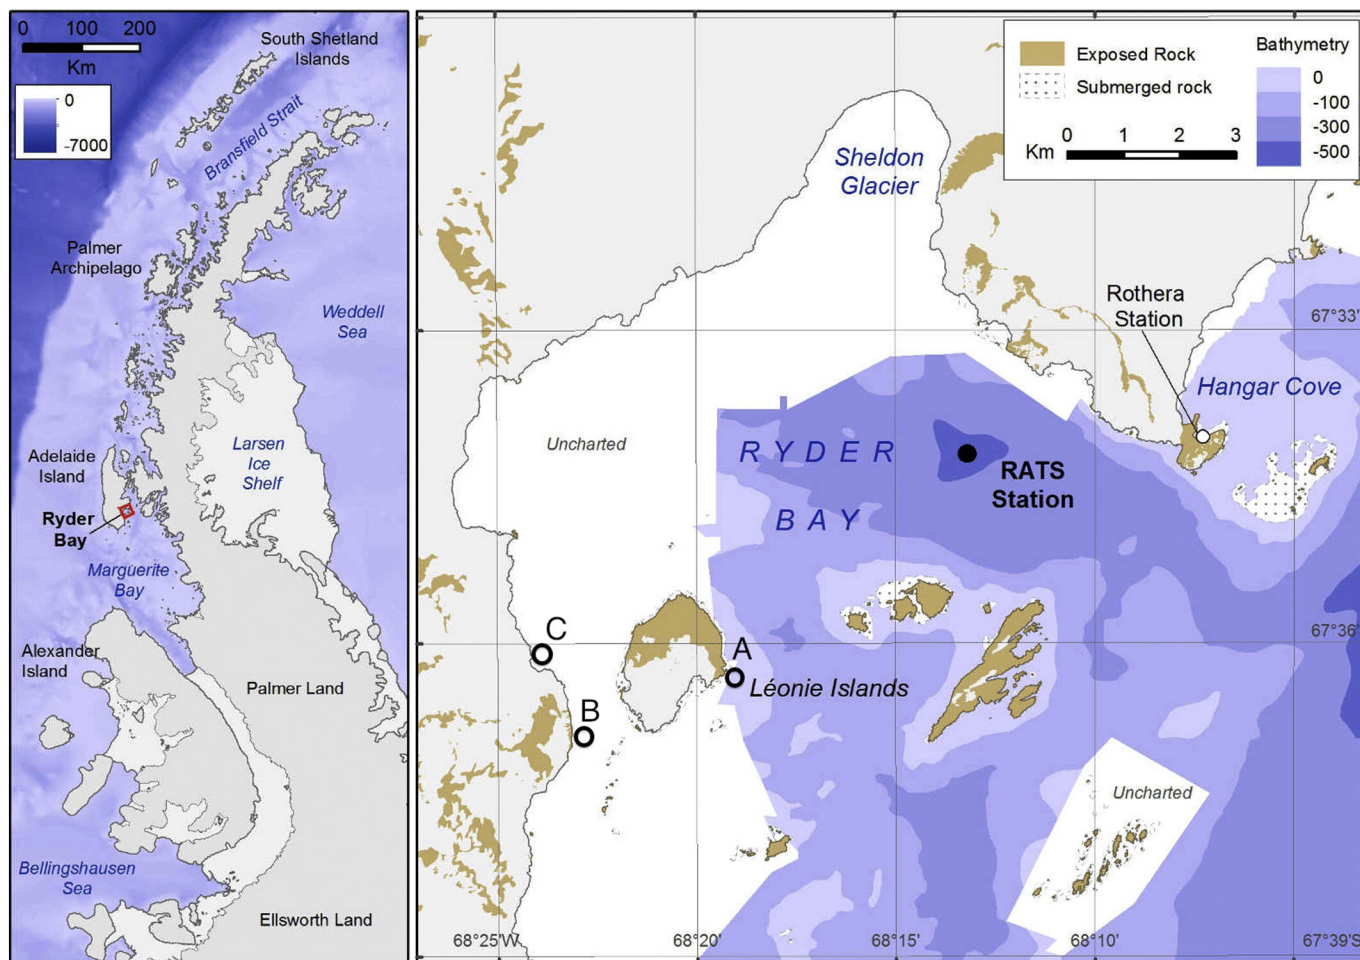 0 100 200
Km
0
-7000
South Shetland
Islands
Bransfield Strait
Palmer
Archipelago
Weddell
Sea
Larsen
Ice
Shelf
Adelaide
Island
Ryder
Bay
Marguerite
Bay
Alexander
Island
Palmer Land
Bellingshausen
Sea
Ellsworth Land
Exposed Rock
Submerged rock
0 1 2 3
Km
Bathymetry
0
-100
-300
-500
Sheldon
Glacier
Rothera
Station
67°33'
Hangar Cove
Uncharted
RYDER
BAY
RATS
Station
C
A
B
Léonie Islands
67°36'
Uncharted
68°25'W
68°20'
68°15'
68°10'
67°39'S